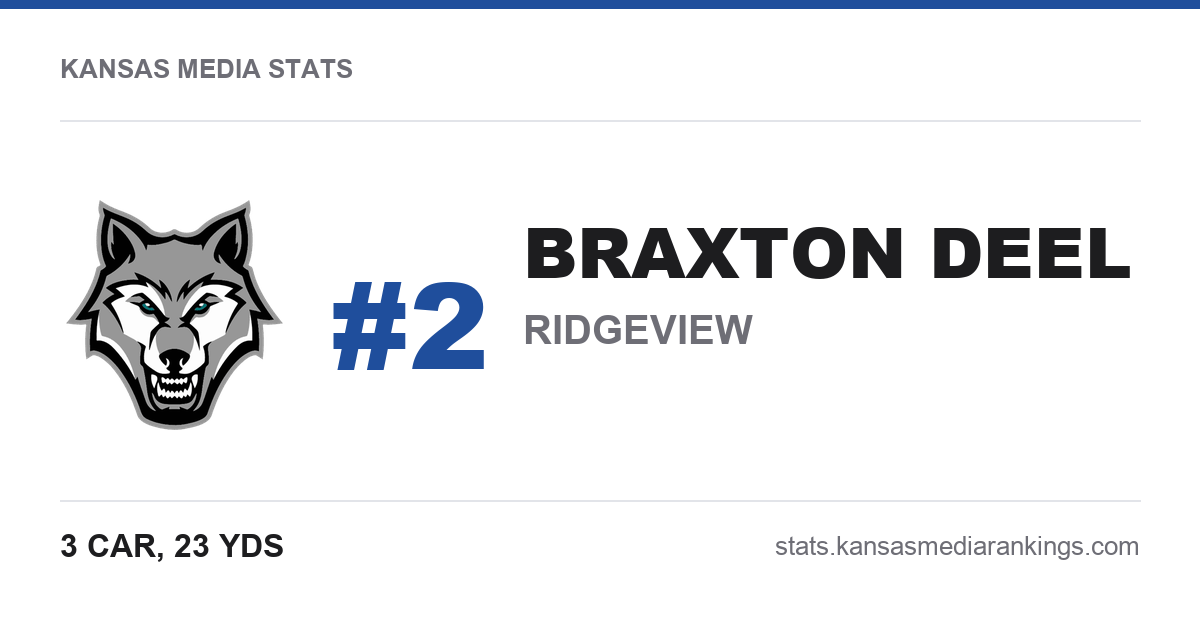 KANSAS MEDIA STATS
#2
BRAXTON DEEL
RIDGEVIEW
3 CAR, 23 YDS
stats.kansasmediarankings.com